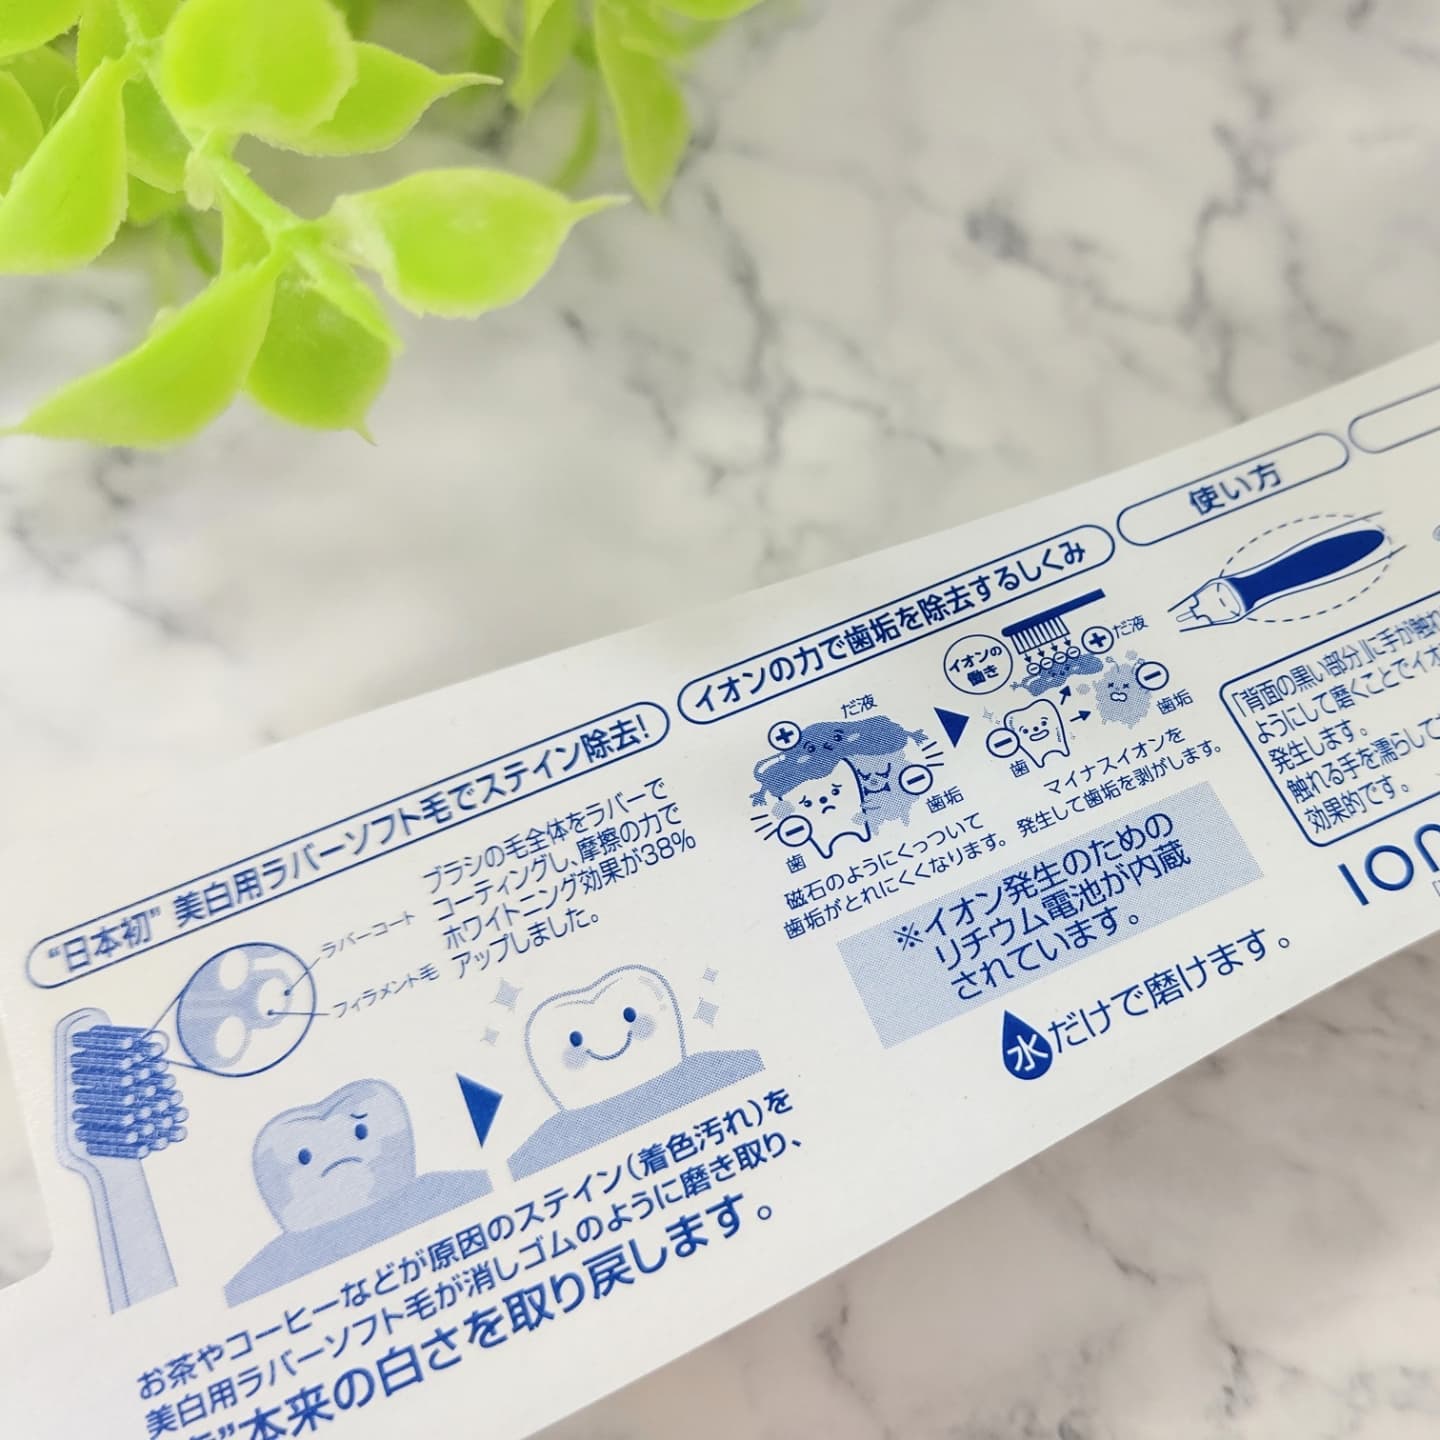 “日本初” 美白用ラバーソフト毛でステイン除去!
ブラシの毛全体をラバーで
コーティングし、摩擦の力で
ホワイトニング効果が38%
アップしました。
ラバーコート
フィラメント毛
お茶やコーヒーなどが原因のステイン(着色汚れ)を
美白用ラバーソフト毛が消しゴムのように磨き取り、
”本来の白さを取り戻します。
イオンの力で歯垢を除去するしくみ
+
だ液
−
歯垢
−
歯
磁石のようにくっついて
歯垢がとれにくくなります。
イオンの
働き
+
だ液
−
歯垢
−
歯
マイナスイオンを
発生して歯垢を剥がします。
※イオン発生のための
リチウム電池が内蔵
されています。
水だけで磨けます。
使い方
「背面の黒い部分」に手が触れ
ようにして磨くことでイオ
発生します。
触れる手を濡らして
効果的です。
ION